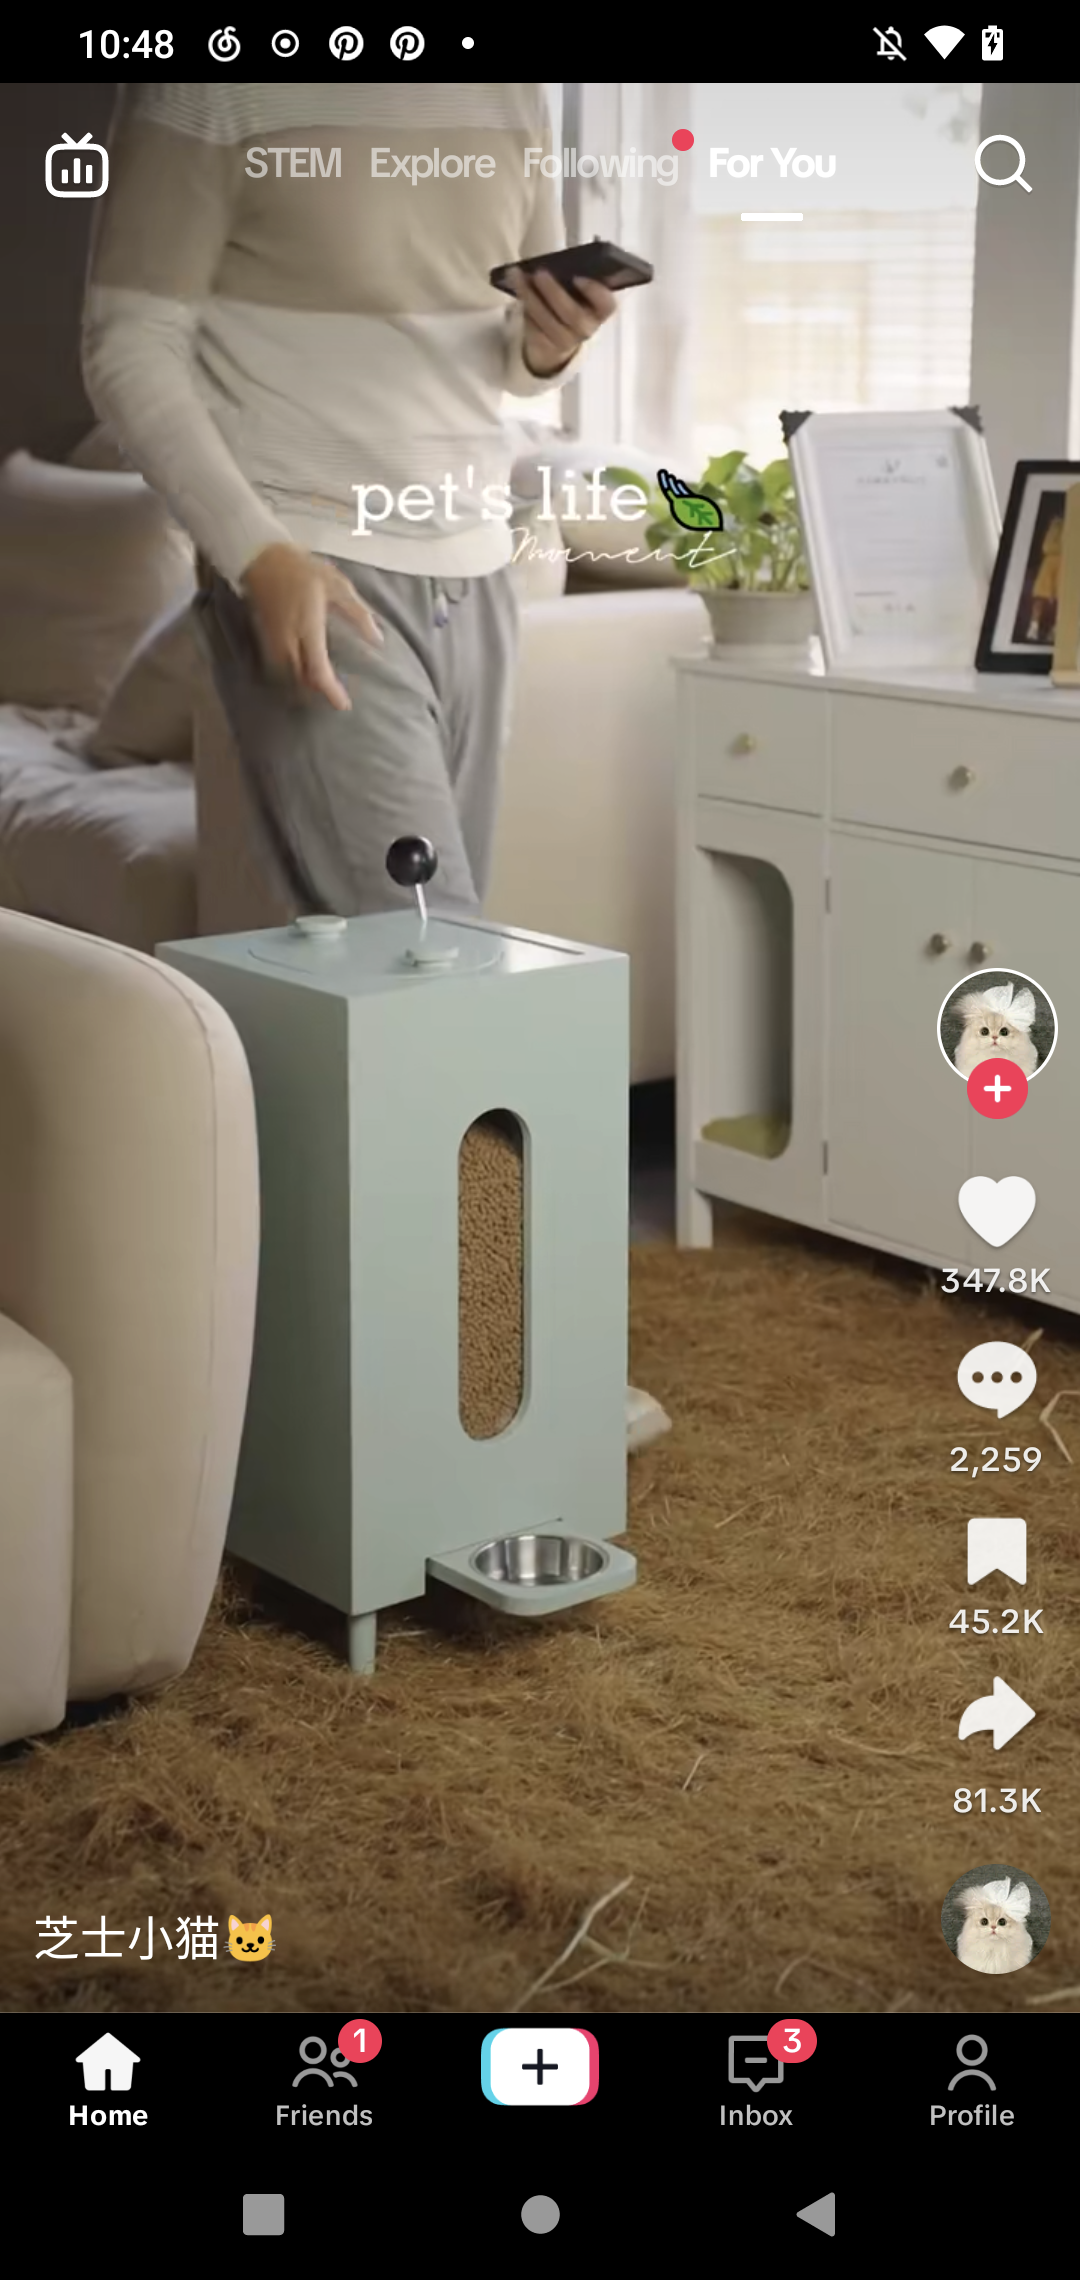 10:48
STEM Explore Following For You
pet's life
Moment
347.8K
2,259
45.2K
81.3K
芝士小猫🐱
1
3
Home Friends Inbox Profile